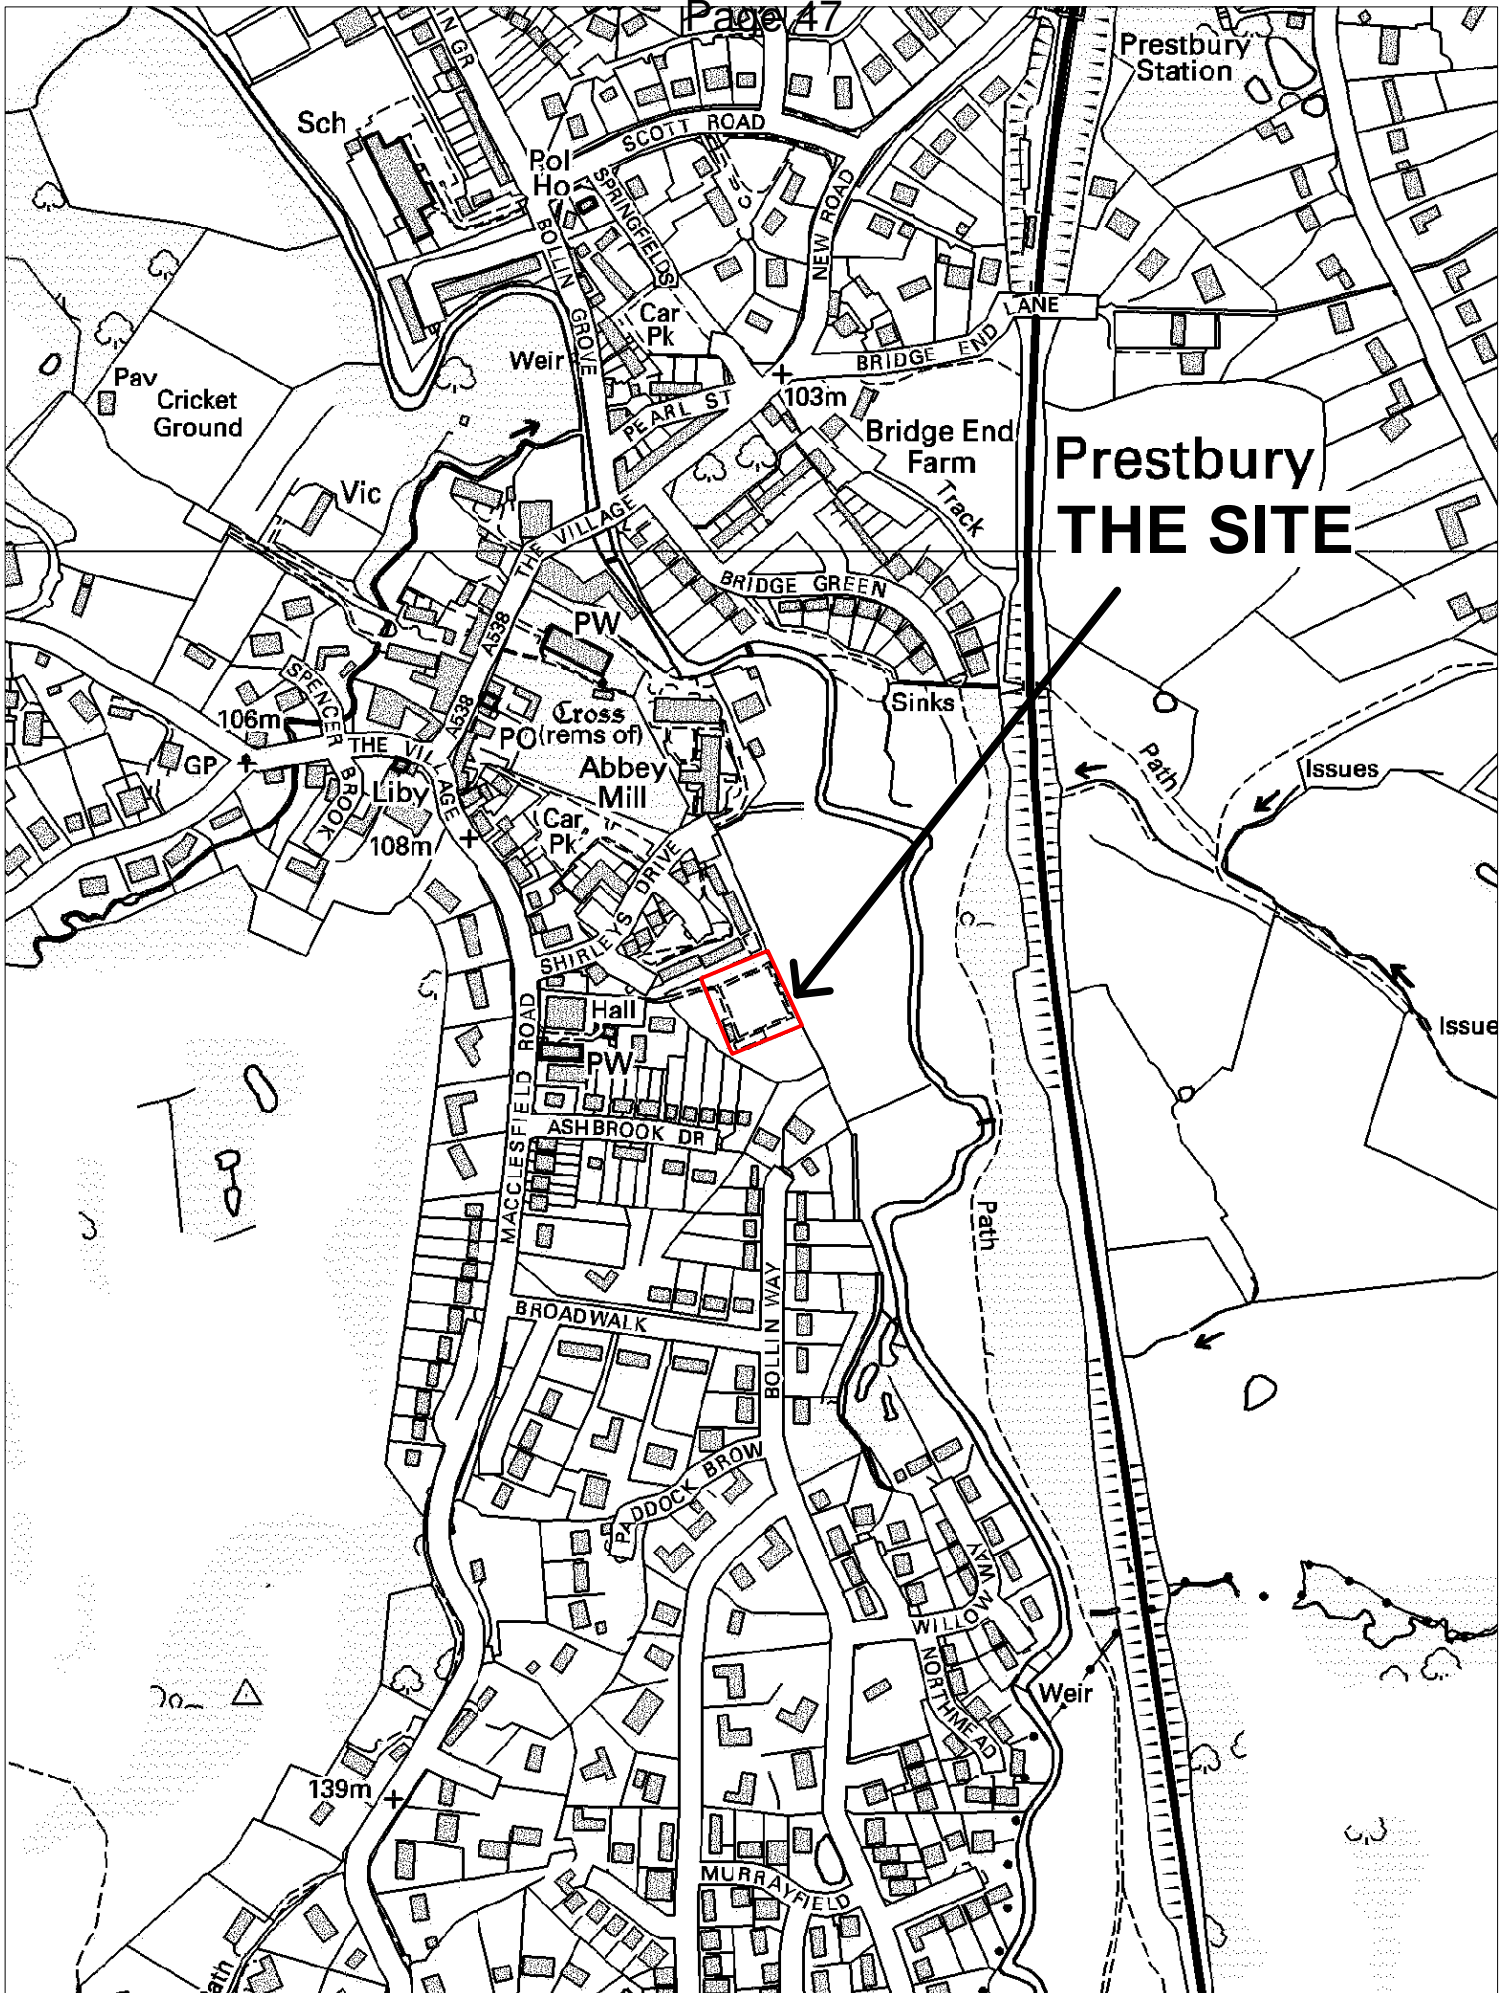 Page 47
Prestbury
Station
IN GR
Sch
SCOTT ROAD
Pol
Ho
SPRINGFIELDS
NEW ROAD
BOLLIN GROVE
Car
Pk
LANE
BRIDGE END
Weir
Pav
Cricket
Ground
103m
PEARL ST
Bridge End
Farm
Prestbury
THE SITE
Track
Vic
THE VILLAGE
BRIDGE GREEN
A538
PW
SPENCER BROOK
Sinks
106m
A538
Cross
(rems of)
PO
THE VILLAGE
Path
GP
Abbey
Mill
Issues
Liby
Car
Pk
108m
SHIRLEYS DRIVE
Hall
Issue
PW
MACCLESFIELD ROAD
ASHBROOK DR
Path
BROADWALK
BOLLIN WAY
PADDOCK BROW
WILLOW WAY
NORTHMEAD
Weir
139m
MURRAYFIELD
ath